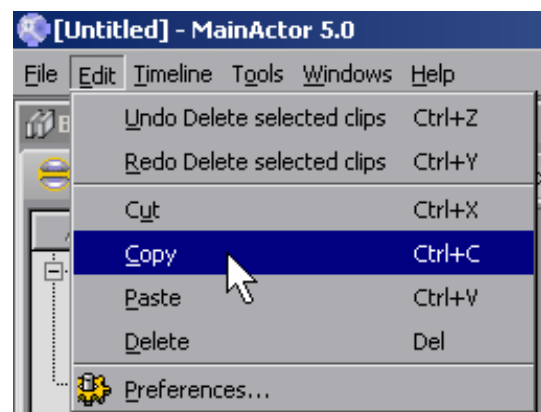 [Untitled] - MainActor 5.0
File Edit Timeline Tools Windows Help
Undo Delete selected clips Ctrl+Z
Redo Delete selected clips Ctrl+Y
Cut Ctrl+X
Copy Ctrl+C
Paste Ctrl+V
Delete Del
Preferences...